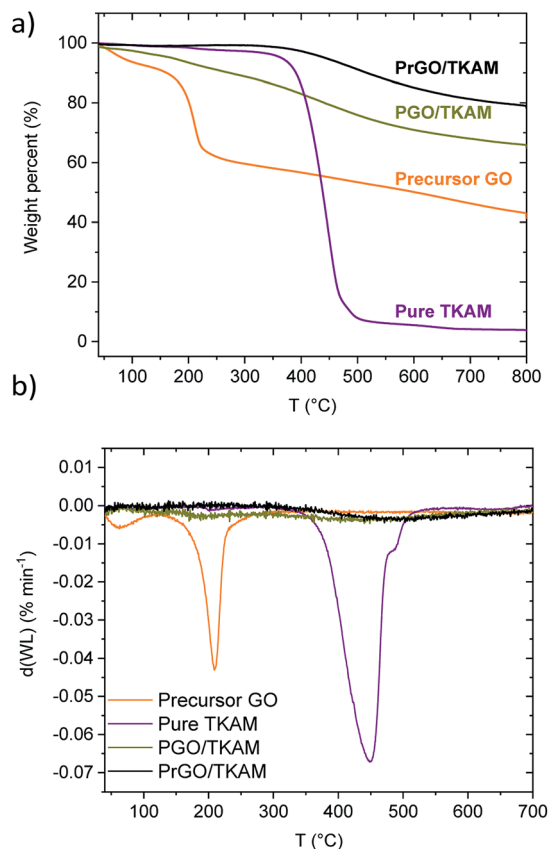 a)
100
80
60
40
20
0
Weight percent (%)
PrGO/TKAM
PGO/TKAM
Precursor GO
Pure TKAM
100 200 300 400 500 600 700 800
T (°C)
b)
0.01
0.00
-0.01
-0.02
-0.03
-0.04
-0.05
-0.06
-0.07
d(WL) (% min⁻¹)
Precursor GO
Pure TKAM
PGO/TKAM
PrGO/TKAM
100 200 300 400 500 600 700
T (°C)